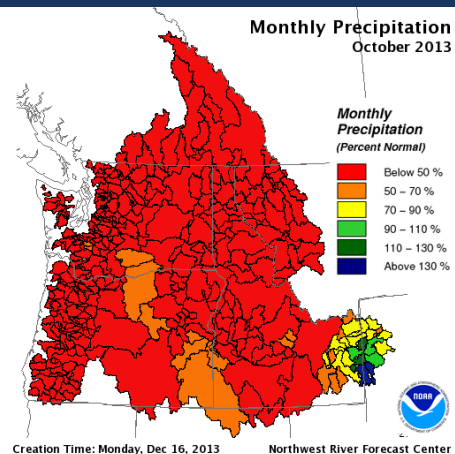 Monthly Precipitation
October 2013
Monthly
Precipitation
(Percent Normal)
Below 50 %
50 - 70 %
70 - 90 %
90 - 110 %
110 - 130 %
Above 130 %
NOAA
Creation Time: Monday, Dec 16, 2013
Northwest River Forecast Center